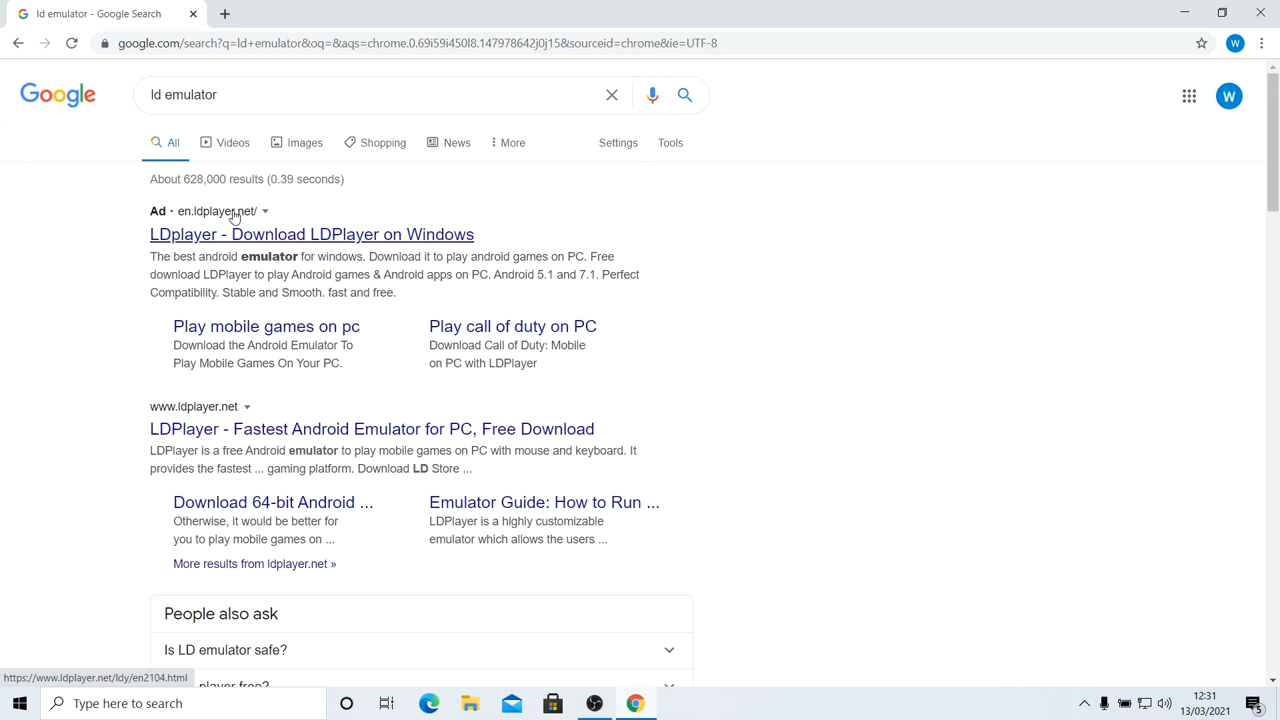 ld emulator - Google Search
google.com/search?q=ld+emulator&oq=&aqs=chrome.0.69i59i450l8.147978642j0j15&sourceid=chrome&ie=UTF-8
W
Google
ld emulator
W
All
Videos
Images
Shopping
News
More
Settings
Tools
About 628,000 results (0.39 seconds)
Ad · en.ldplayer.net/
LDplayer - Download LDPlayer on Windows
The best android emulator for windows. Download it to play android games on PC. Free
download LDPlayer to play Android games & Android apps on PC. Android 5.1 and 7.1. Perfect
Compatibility. Stable and Smooth. fast and free.
Play mobile games on pc
Download the Android Emulator To
Play Mobile Games On Your PC.
Play call of duty on PC
Download Call of Duty: Mobile
on PC with LDPlayer
www.ldplayer.net
LDPlayer - Fastest Android Emulator for PC, Free Download
LDPlayer is a free Android emulator to play mobile games on PC with mouse and keyboard. It
provides the fastest ... gaming platform. Download LD Store ...
Download 64-bit Android ...
Otherwise, it would be better for
you to play mobile games on ...
Emulator Guide: How to Run ...
LDPlayer is a highly customizable
emulator which allows the users ...
More results from ldplayer.net »
People also ask
Is LD emulator safe?
player free?
https://www.ldplayer.net/ldy/en2104.html
Type here to search
12:31
13/03/2021
5